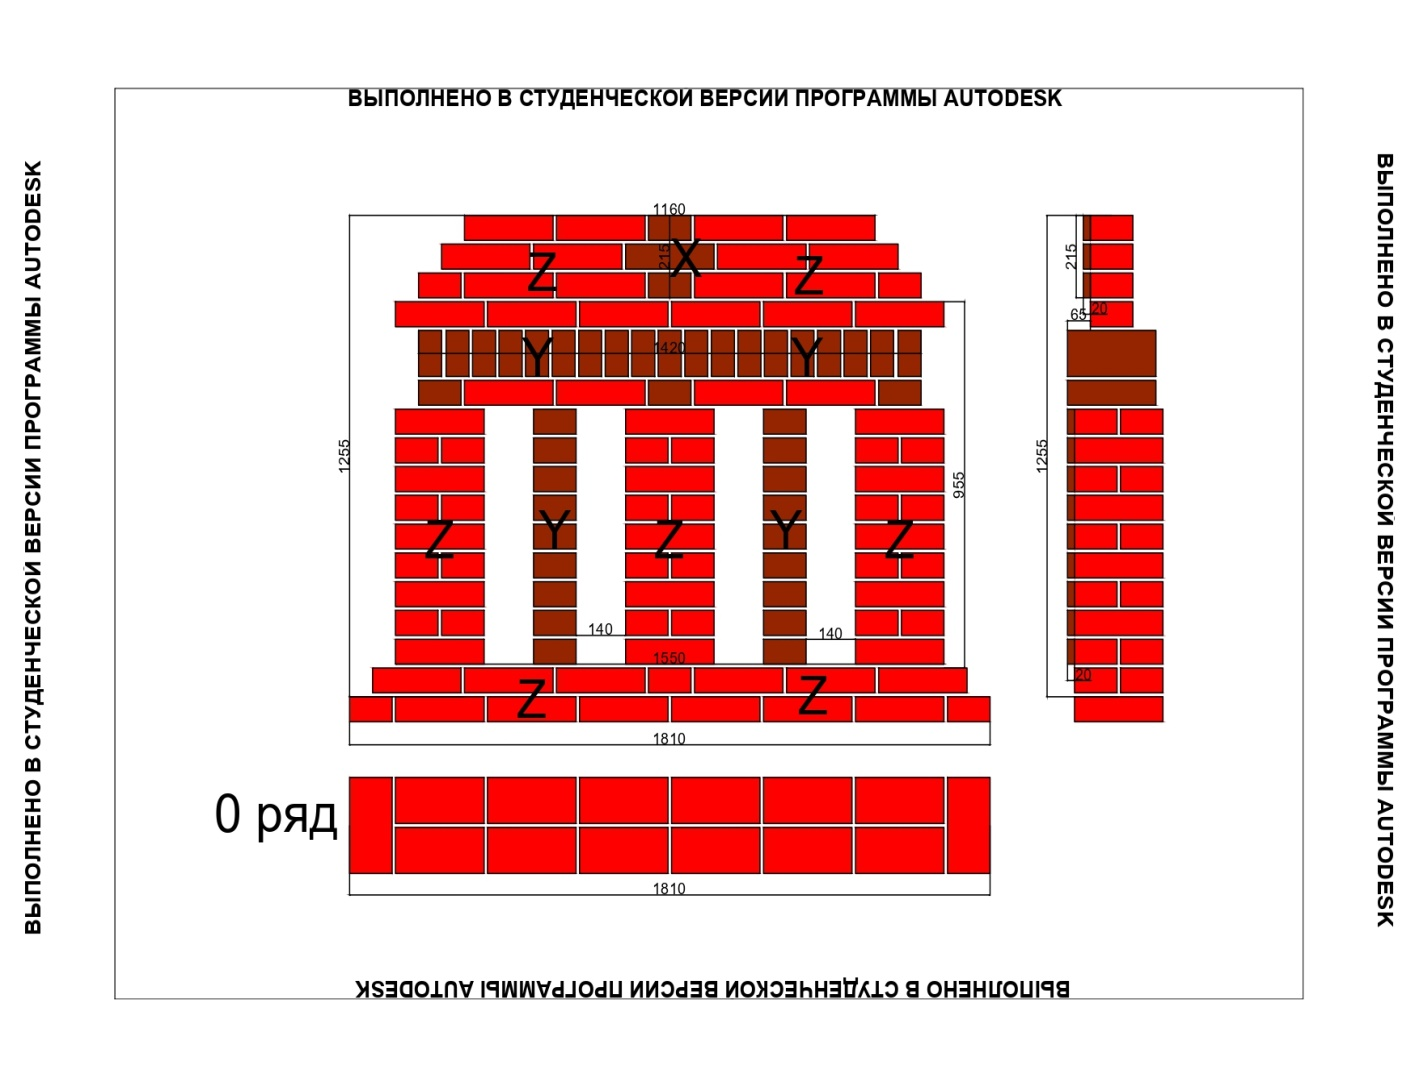 ВЫПОЛНЕНО В СТУДЕНЧЕСКОЙ ВЕРСИИ ПРОГРАММЫ AUTODESK
ВЫПОЛНЕНО В СТУДЕНЧЕСКОЙ ВЕРСИИ ПРОГРАММЫ AUTODESK
ВЫПОЛНЕНО В СТУДЕНЧЕСКОЙ ВЕРСИИ ПРОГРАММЫ AUTODESK
1160
215
X
Z
Z
215
20
65
Y
1420
Y
1255
955
1255
Z
Y
Z
Y
Z
140
140
1550
20
Z
Z
1810
0 ряд
1810
ВЫПОЛНЕНО В СТУДЕНЧЕСКОЙ ВЕРСИИ ПРОГРАММЫ AUTODESK